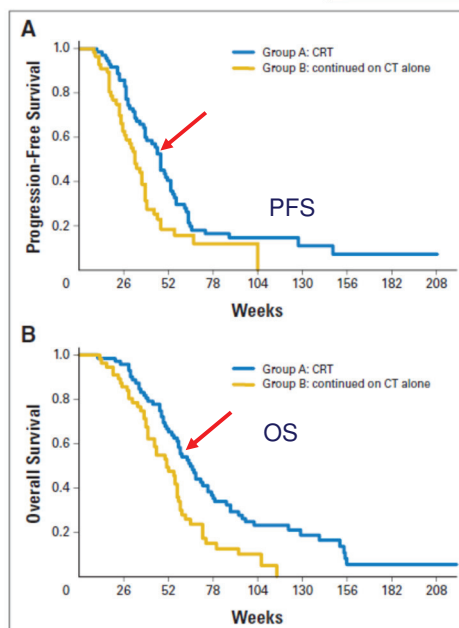 A
Group A: CRT
Group B: continued on CT alone
Progression-Free Survival
1.0
0.8
0.6
0.4
0.2
PFS
0 26 52 78 104 130 156 182 208
Weeks
B
Group A: CRT
Group B: continued on CT alone
Overall Survival
1.0
0.8
0.6
0.4
0.2
OS
0 26 52 78 104 130 156 182 208
Weeks